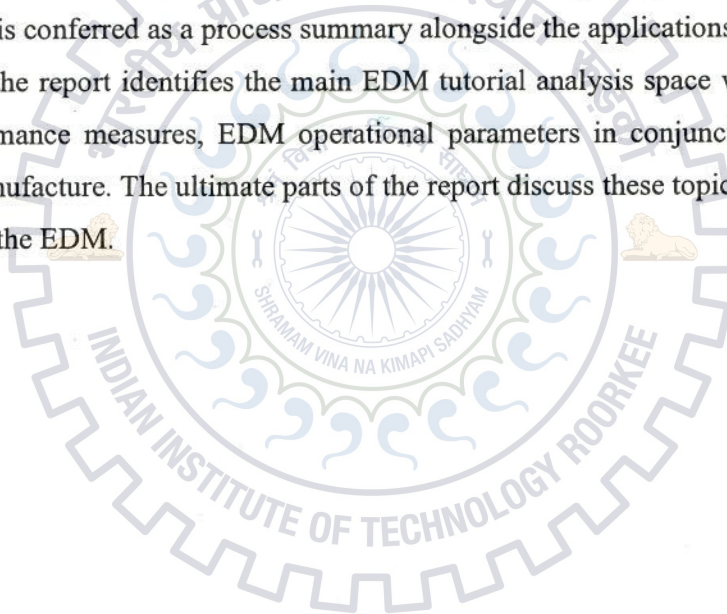 is conferred as a process summary alongside the applications
he report identifies the main EDM tutorial analysis space
mance measures, EDM operational parameters in conjunc
nufacture. The ultimate parts of the report discuss these topic
the EDM.
SHRAMAM VINA NA KIMAPI SADHYAM
INDIAN INSTITUTE OF TECHNOLOGY ROORKEE